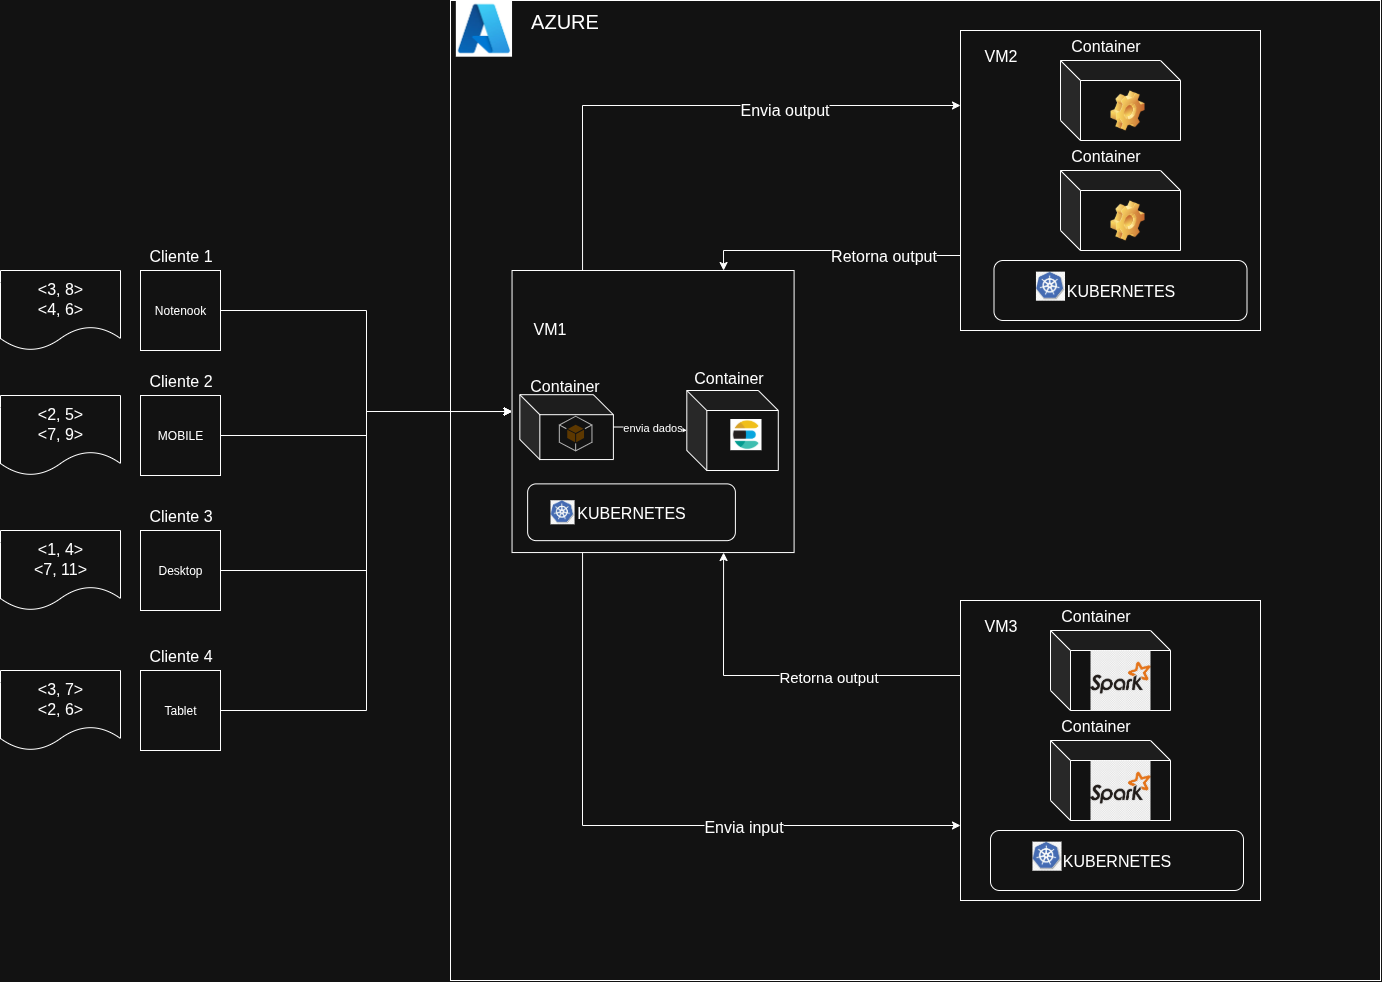 AZURE
VM2
Container
Container
KUBERNETES
Envia output
Retorna output
Cliente 1
<3, 8>
<4, 6>
Notenook
Cliente 2
<2, 5>
<7, 9>
MOBILE
Cliente 3
<1, 4>
<7, 11>
Desktop
Cliente 4
<3, 7>
<2, 6>
Tablet
VM1
Container
Container
envia dados
KUBERNETES
Retorna output
Envia input
VM3
Container
Spark
Container
Spark
KUBERNETES